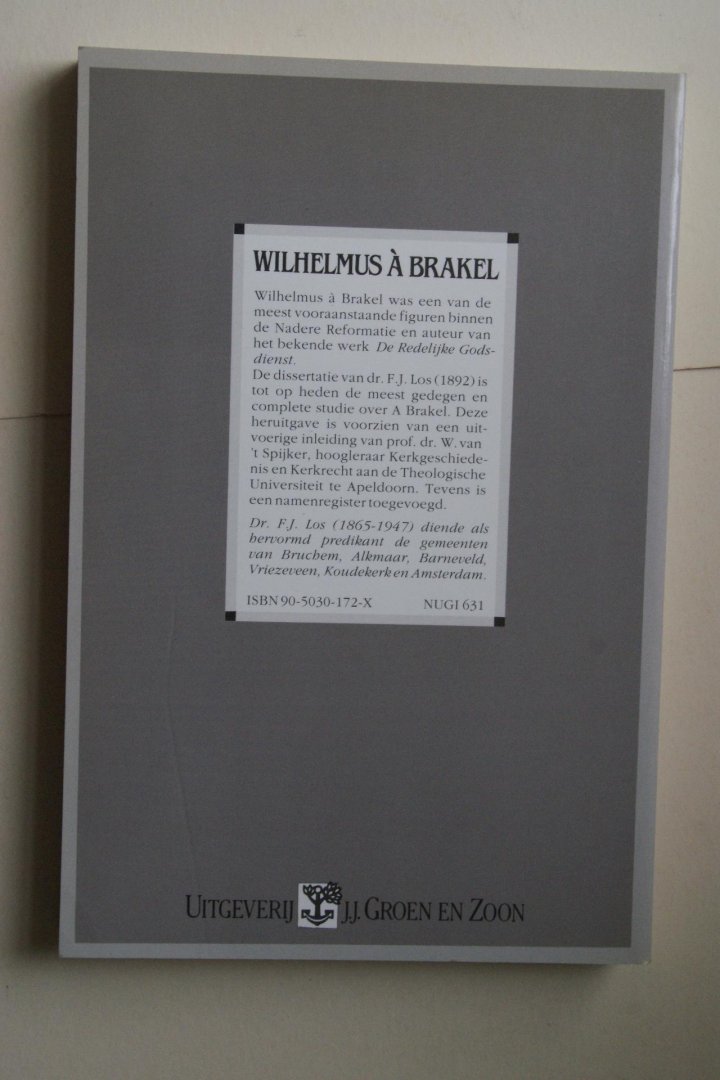 WILHELMUS À BRAKEL
Wilhelmus à Brakel was een van de
meest vooraanstaande figuren binnen
de Nadere Reformatie en auteur van
het bekende werk De Redelijke Gods-
dienst.
De dissertatie van dr. F.J. Los (1892) is
tot op heden de meest gedegen en
complete studie over A Brakel. Deze
heruitgave is voorzien van een uit-
voerige inleiding van prof. dr. W. van
't Spijker, hoogleraar Kerkgeschiede-
nis en Kerkrecht aan de Theologische
Universiteit te Apeldoorn. Tevens is
een namenregister toegevoegd.
Dr. F.J. Los (1865-1947) diende als
hervormd predikant de gemeenten
van Bruchem, Alkmaar, Barneveld,
Vriezeveen, Koudekerk en Amsterdam.
ISBN 90-5030-172-X NUGI 631
UITGEVERIJ J.J. GROEN EN ZOON